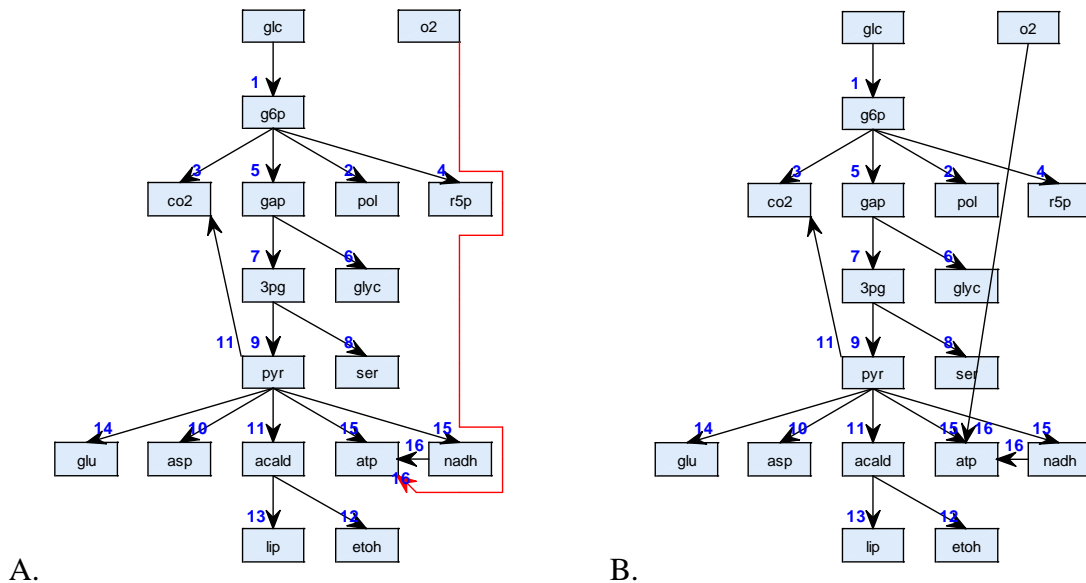 glc o2
1
g6p
3 5 2 4
co2 gap pol r5p
7 6
3pg glyc
11 9 8
pyr ser
14 10 11 15 15
16
glu asp acald atp nadh
16
13 12
lip etoh
A.
glc o2
1
g6p
3 5 2 4
co2 gap pol r5p
7 6
3pg glyc
11 9 8
pyr ser
14 10 11 15 16 15
16
glu asp acald atp nadh
13 12
lip etoh
B.